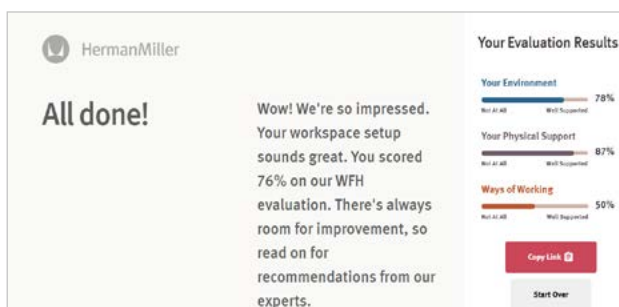 HermanMiller
All done!
Wow! We're so impressed.
Your workspace setup
sounds great. You scored
76% on our WFH
evaluation. There's always
room for improvement, so
read on for
recommendations from our
experts.
Your Evaluation Results
Your Environment
78%
Not At All Well Supported
Your Physical Support
87%
Not At All Well Supported
Ways of Working
50%
Not At All Well Supported
Copy Link
Start Over